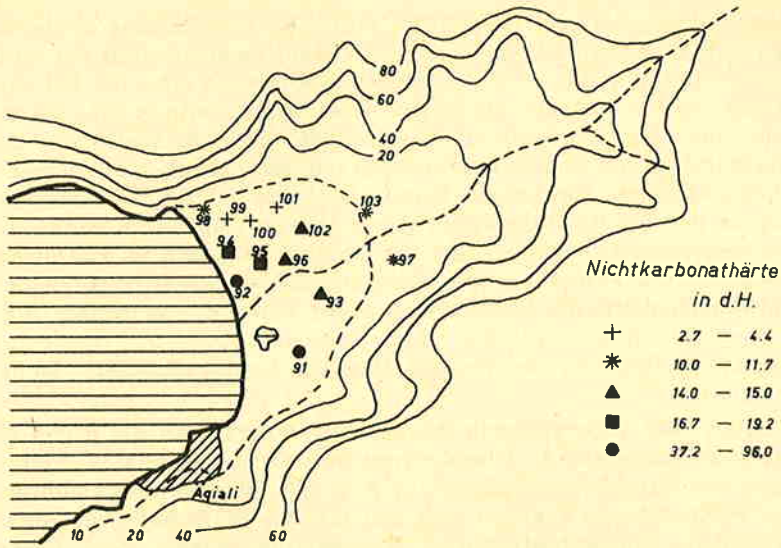 80
60
40
20
101
103
99
98
100
102
94
95
96
97
92
93
91
Nichtkarbonathärte
in d.H.
2.7 – 4.4
10.0 – 11.7
14.0 – 15.0
16.7 – 19.2
37.2 – 96.0
Agiali
10
20
40
60